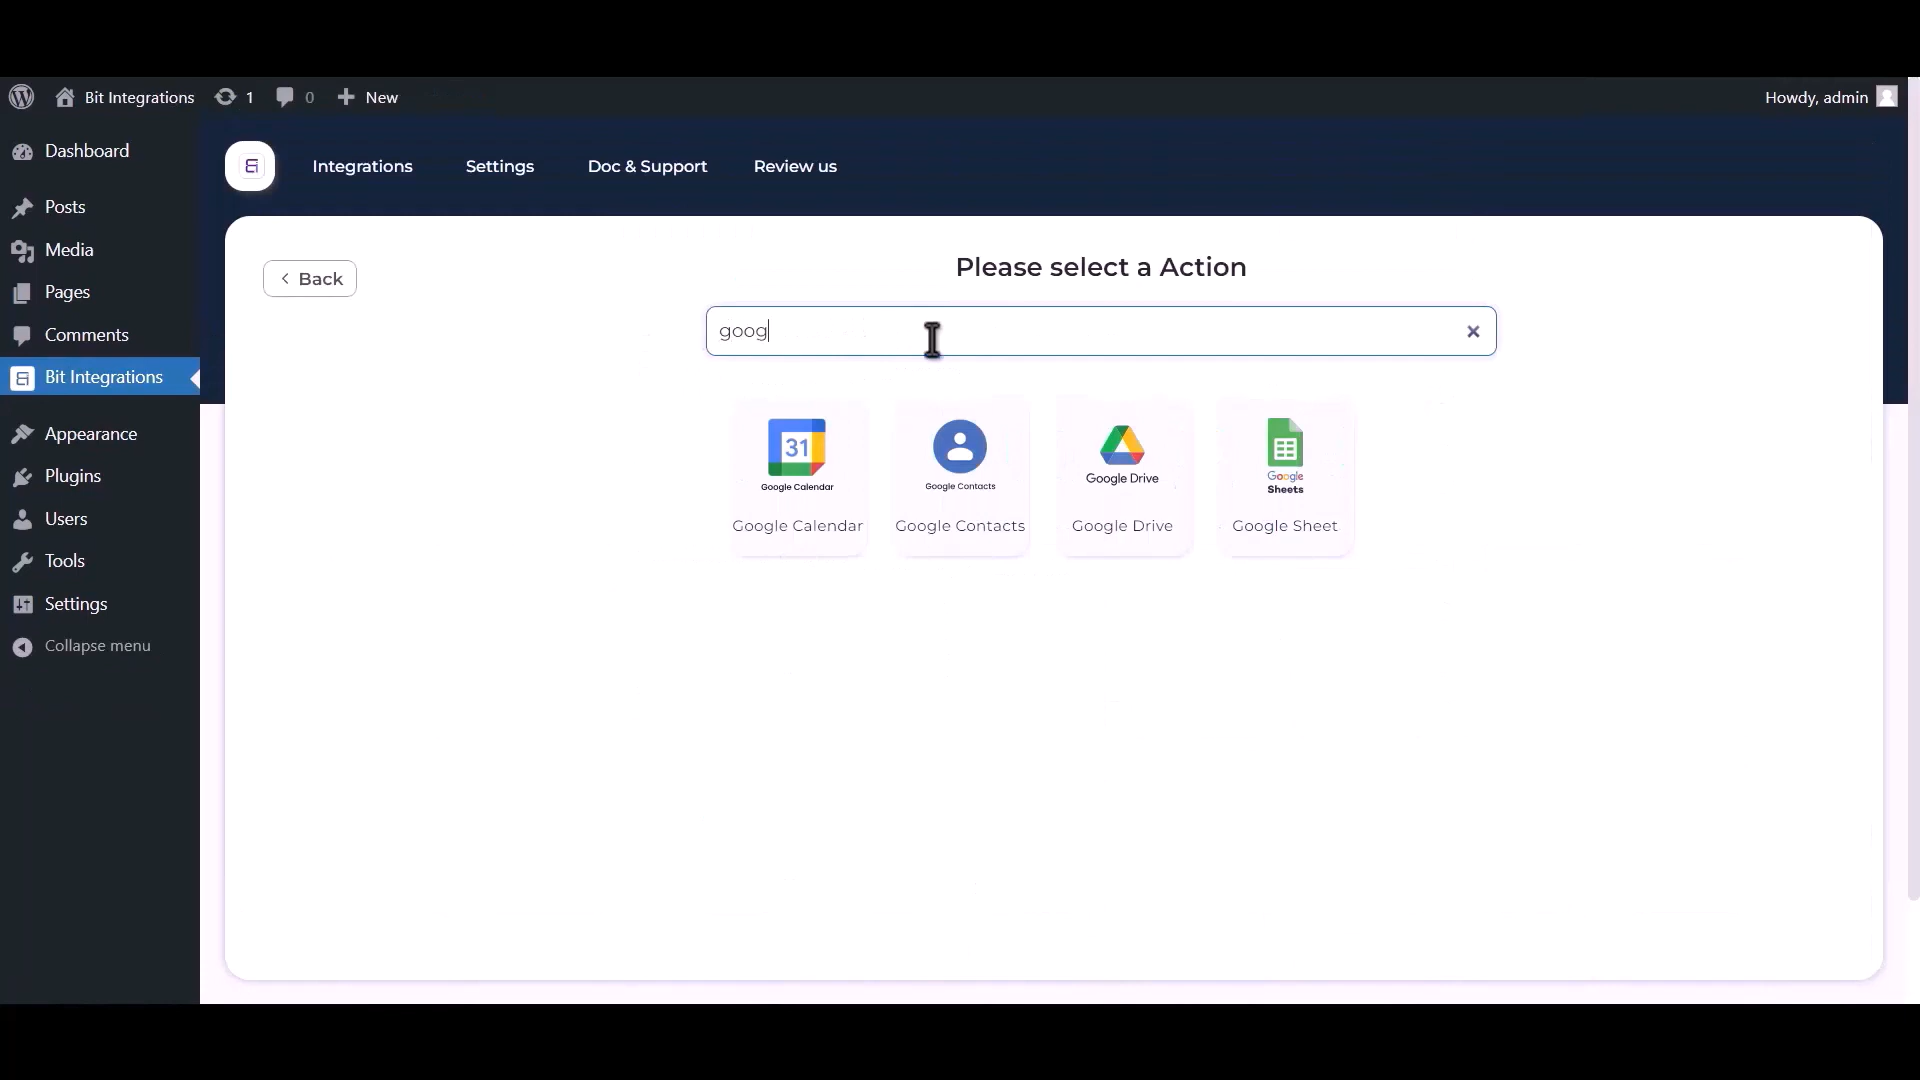 Bit Integrations
1
0
New
Howdy, admin
Dashboard
Posts
Media
Pages
Comments
Bit Integrations
Appearance
Plugins
Users
Tools
Settings
Collapse menu
Integrations
Settings
Doc & Support
Review us
Back
Please select a Action
goog
31
Google Calendar
Google Calendar
Google Contacts
Google Contacts
Google Drive
Google Drive
Google
Sheets
Google Sheet